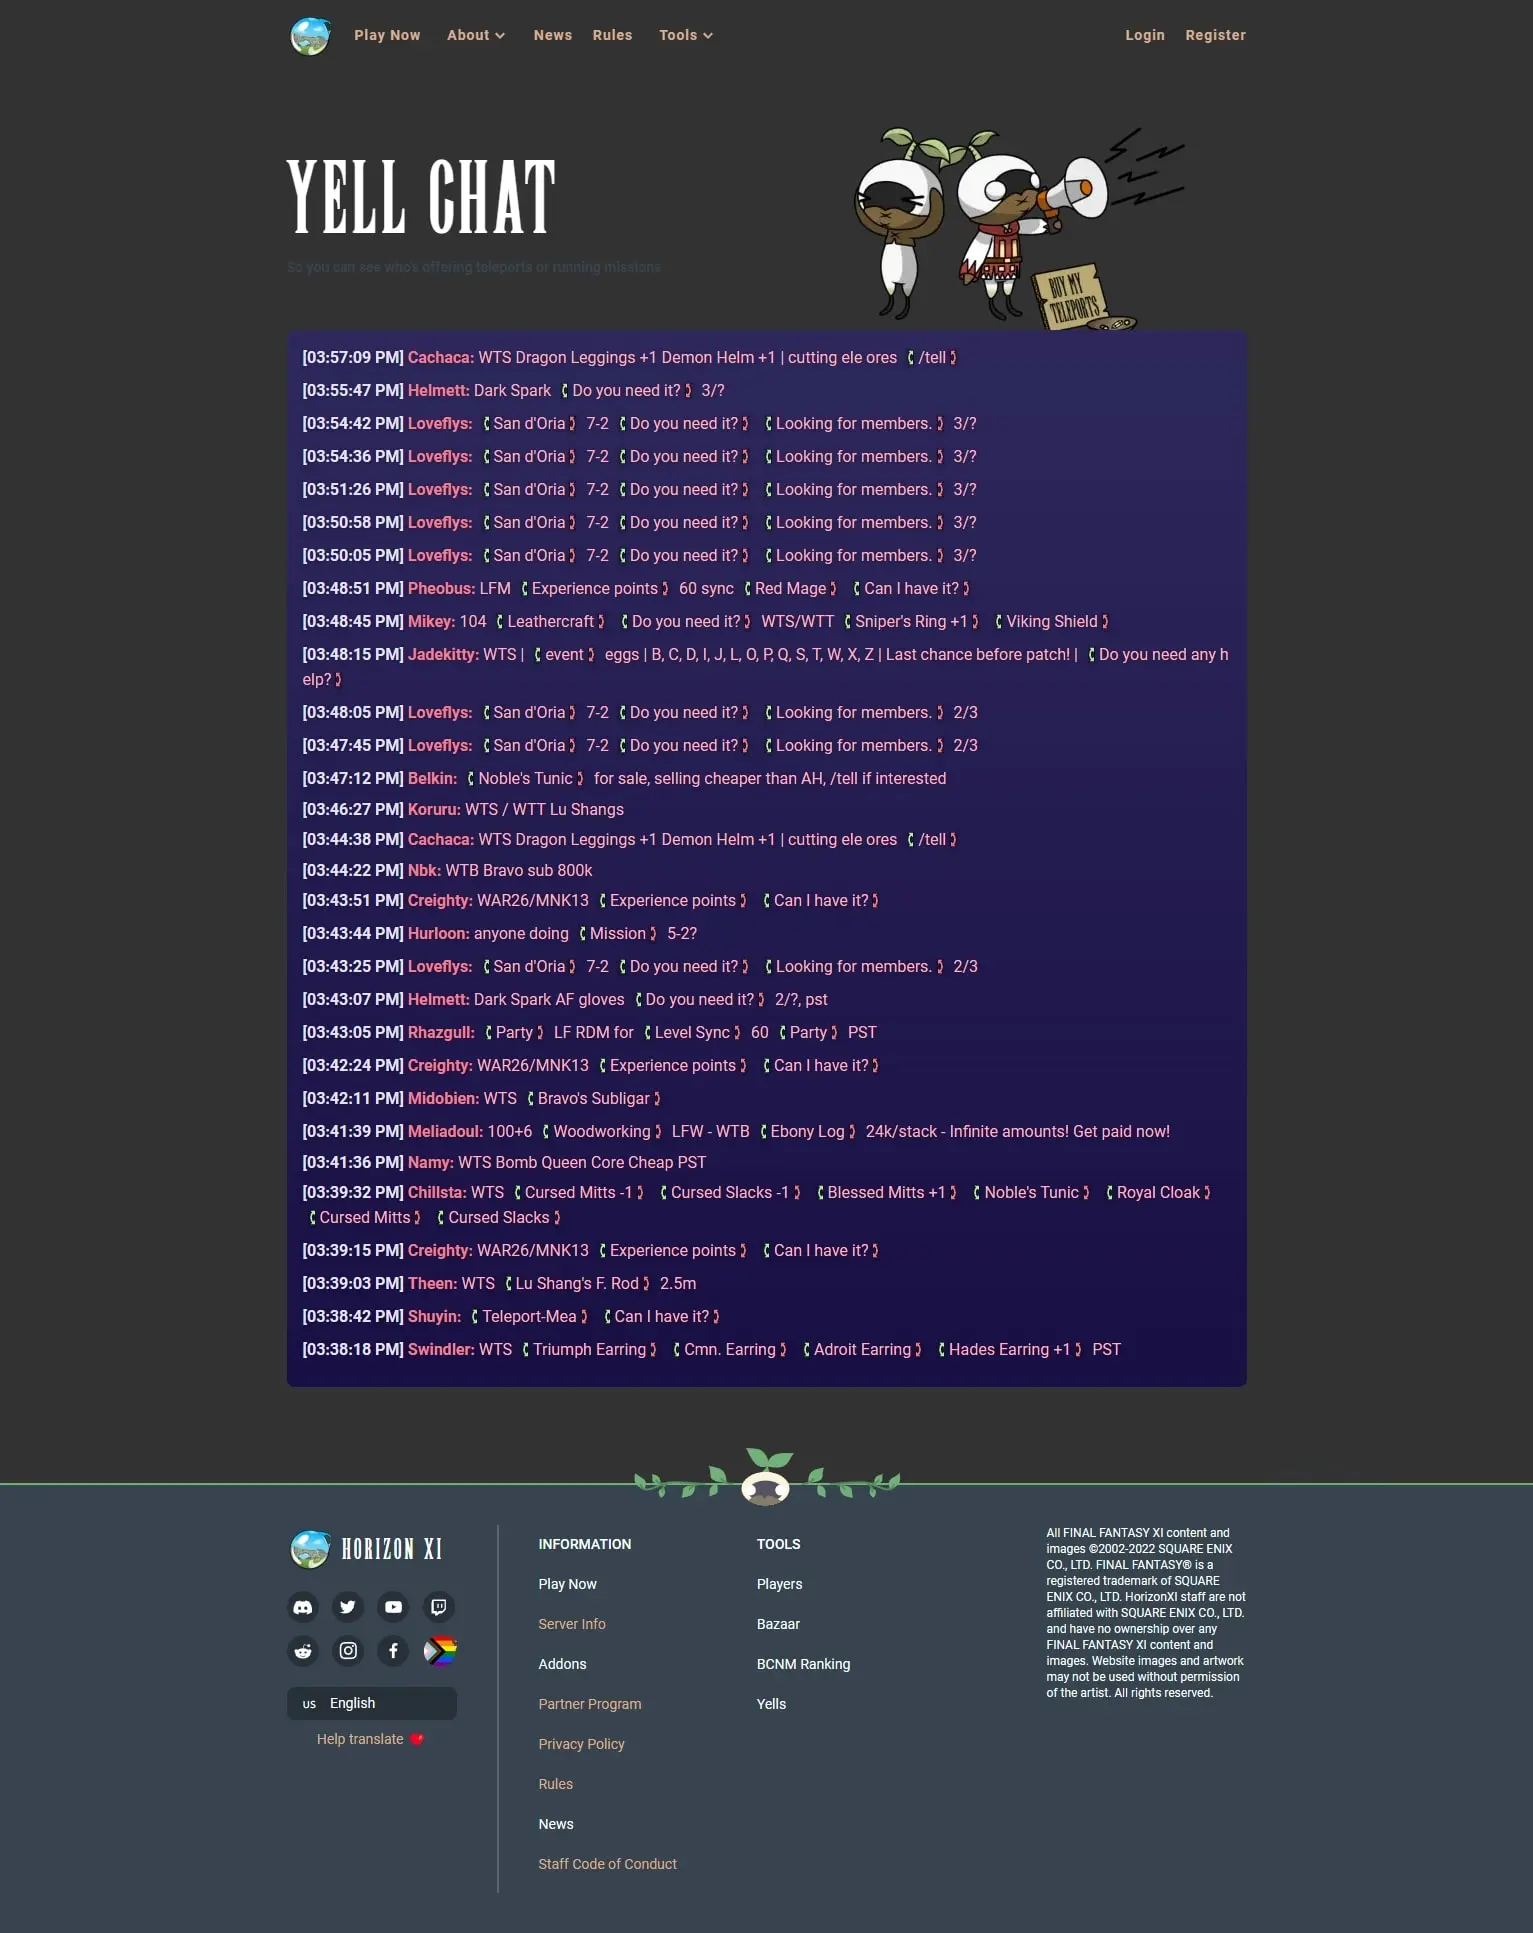 Play Now About News Rules Tools Login Register
YELL CHAT
So you can see who's offering teleports or running missions
BUY MY
TELEPORTS
[03:57:09 PM] Cachaca: WTS Dragon Leggings +1 Demon Helm +1 | cutting ele ores /tell
[03:55:47 PM] Helmett: Dark Spark Do you need it? 3/?
[03:54:42 PM] Loveflys: San d'Oria 7-2 Do you need it? Looking for members. 3/?
[03:54:36 PM] Loveflys: San d'Oria 7-2 Do you need it? Looking for members. 3/?
[03:51:26 PM] Loveflys: San d'Oria 7-2 Do you need it? Looking for members. 3/?
[03:50:58 PM] Loveflys: San d'Oria 7-2 Do you need it? Looking for members. 3/?
[03:50:05 PM] Loveflys: San d'Oria 7-2 Do you need it? Looking for members. 3/?
[03:48:51 PM] Pheobus: LFM Experience points 60 sync Red Mage Can I have it?
[03:48:45 PM] Mikey: 104 Leathercraft Do you need it? WTS/WTT Sniper's Ring +1 Viking Shield
[03:48:15 PM] Jadekitty: WTS | event eggs | B, C, D, I, J, L, O, P, Q, S, T, W, X, Z | Last chance before patch! | Do you need any h
elp?
[03:48:05 PM] Loveflys: San d'Oria 7-2 Do you need it? Looking for members. 2/3
[03:47:45 PM] Loveflys: San d'Oria 7-2 Do you need it? Looking for members. 2/3
[03:47:12 PM] Belkin: Noble's Tunic for sale, selling cheaper than AH, /tell if interested
[03:46:27 PM] Koruru: WTS / WTT Lu Shangs
[03:44:38 PM] Cachaca: WTS Dragon Leggings +1 Demon Helm +1 | cutting ele ores /tell
[03:44:22 PM] Nbk: WTB Bravo sub 800k
[03:43:51 PM] Creighty: WAR26/MNK13 Experience points Can I have it?
[03:43:44 PM] Hurloon: anyone doing Mission 5-2?
[03:43:25 PM] Loveflys: San d'Oria 7-2 Do you need it? Looking for members. 2/3
[03:43:07 PM] Helmett: Dark Spark AF gloves Do you need it? 2/?, pst
[03:43:05 PM] Rhazgull: Party LF RDM for Level Sync 60 Party PST
[03:42:24 PM] Creighty: WAR26/MNK13 Experience points Can I have it?
[03:42:11 PM] Midobien: WTS Bravo's Subligar
[03:41:39 PM] Meliadoul: 100+6 Woodworking LFW - WTB Ebony Log 24k/stack - Infinite amounts! Get paid now!
[03:41:36 PM] Namy: WTS Bomb Queen Core Cheap PST
[03:39:32 PM] Chillsta: WTS Cursed Mitts -1 Cursed Slacks -1 Blessed Mitts +1 Noble's Tunic Royal Cloak
Cursed Mitts Cursed Slacks
[03:39:15 PM] Creighty: WAR26/MNK13 Experience points Can I have it?
[03:39:03 PM] Theen: WTS Lu Shang's F. Rod 2.5m
[03:38:42 PM] Shuyin: Teleport-Mea Can I have it?
[03:38:18 PM] Swindler: WTS Triumph Earring Cmn. Earring Adroit Earring Hades Earring +1 PST
HORIZON XI
US English
Help translate
INFORMATION
Play Now
Server Info
Addons
Partner Program
Privacy Policy
Rules
News
Staff Code of Conduct
TOOLS
Players
Bazaar
BCNM Ranking
Yells
All FINAL FANTASY XI content and
images ©2002-2022 SQUARE ENIX
CO., LTD. FINAL FANTASY® is a
registered trademark of SQUARE
ENIX CO., LTD. HorizonXI staff are not
affiliated with SQUARE ENIX CO., LTD.
and have no ownership over any
FINAL FANTASY XI content and
images. Website images and artwork
may not be used without permission
of the artist. All rights reserved.